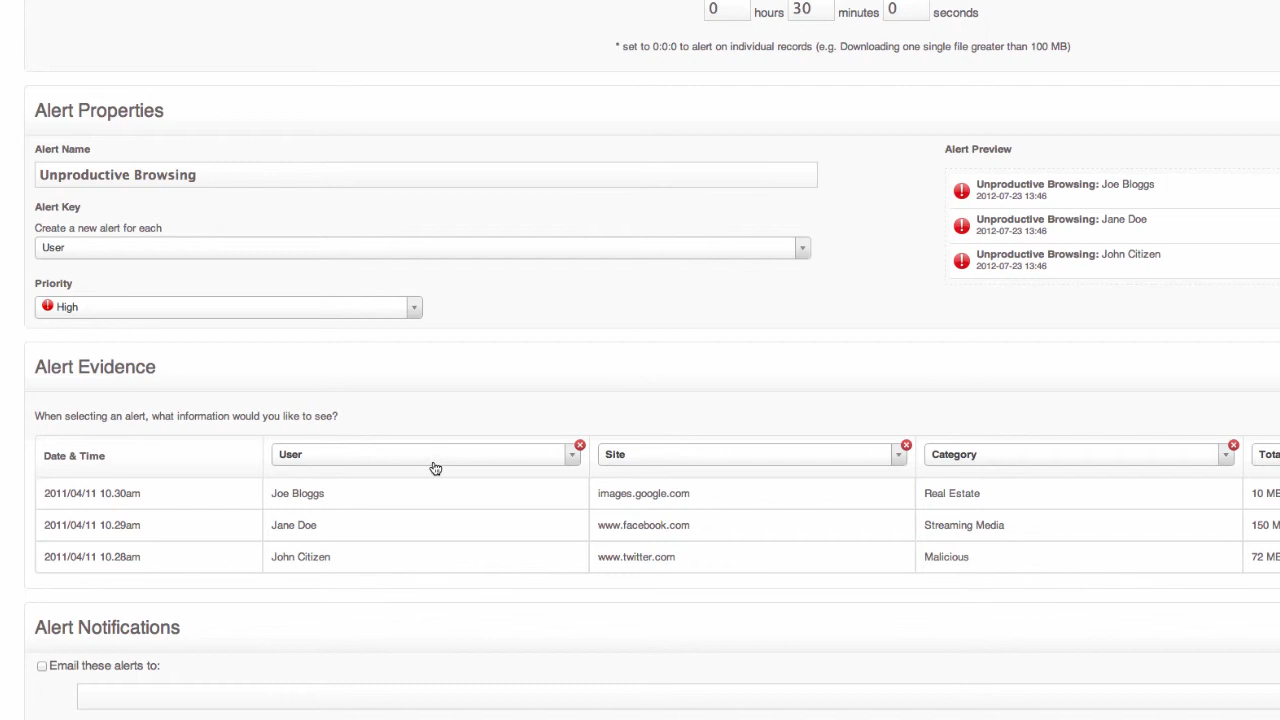 0 hours 30 minutes 0 seconds
* set to 0:0:0 to alert on individual records (e.g. Downloading one single file greater than 100 MB)
Alert Properties
Alert Name
Unproductive Browsing
Alert Key
Create a new alert for each
User
Priority
High
Alert Preview
Unproductive Browsing: Joe Bloggs
2012-07-23 13:46
Unproductive Browsing: Jane Doe
2012-07-23 13:46
Unproductive Browsing: John Citizen
2012-07-23 13:46
Alert Evidence
When selecting an alert, what information would you like to see?
Date & Time User Site Category
2011/04/11 10.30am Joe Bloggs images.google.com Real Estate 10
2011/04/11 10.29am Jane Doe www.facebook.com Streaming Media 150
2011/04/11 10.28am John Citizen www.twitter.com Malicious 72
Alert Notifications
Email these alerts to: